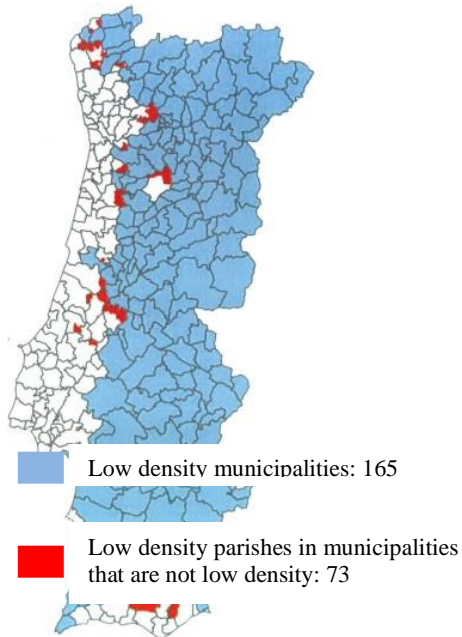 Low density municipalities: 165
Low density parishes in municipalities
that are not low density: 73